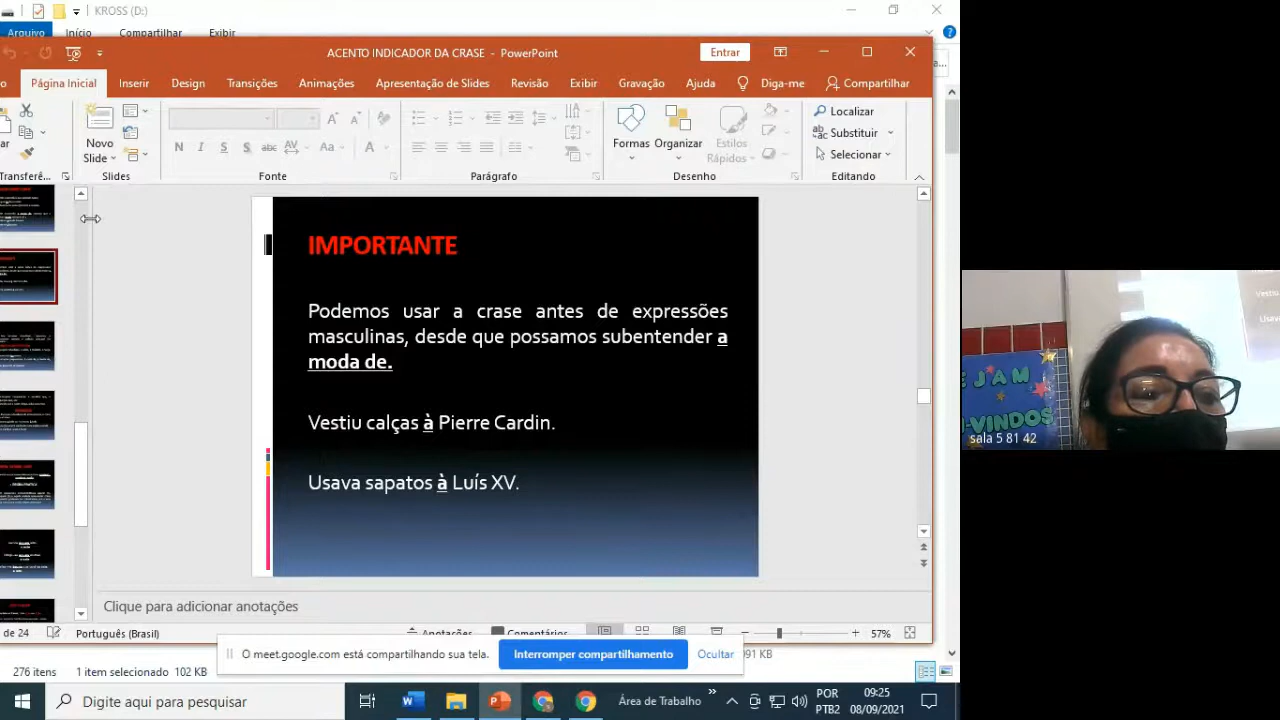 KROSS (D:)
Arquivo Início Compartilhar Exibir
ACENTO INDICADOR DA CRASE - PowerPoint
Entrar
Página Inicial Inserir Design sições Animações Apresentação de Slides Revisão Exibir Gravação Ajuda Diga-me Compartilhar
Novo
Slide
Formas Organizar Estilos
Rápidos
Localizar
Substituir
Selecionar
Transferê... Slides Fonte Parágrafo Desenho Editando
IMPORTANTE
Podemos usar a crase antes de expressões
masculinas, desde que possamos subentender a
moda de.
Vestiu calças à Pierre Cardin.
Usava sapatos à Luís XV.
Clique para adicionar anotações
de 24 Português (Brasil) Anotações Comentários 57%
O meet.google.com está compartilhando sua tela. Interromper compartilhamento Ocultar
276 itens 1 item selecionado 102 KB
Digite aqui para pesquisar
Área de Trabalho
POR
PTB2
09:25
08/09/2021
Vestiu
EJAM
VINDOS
sala 5 81 42